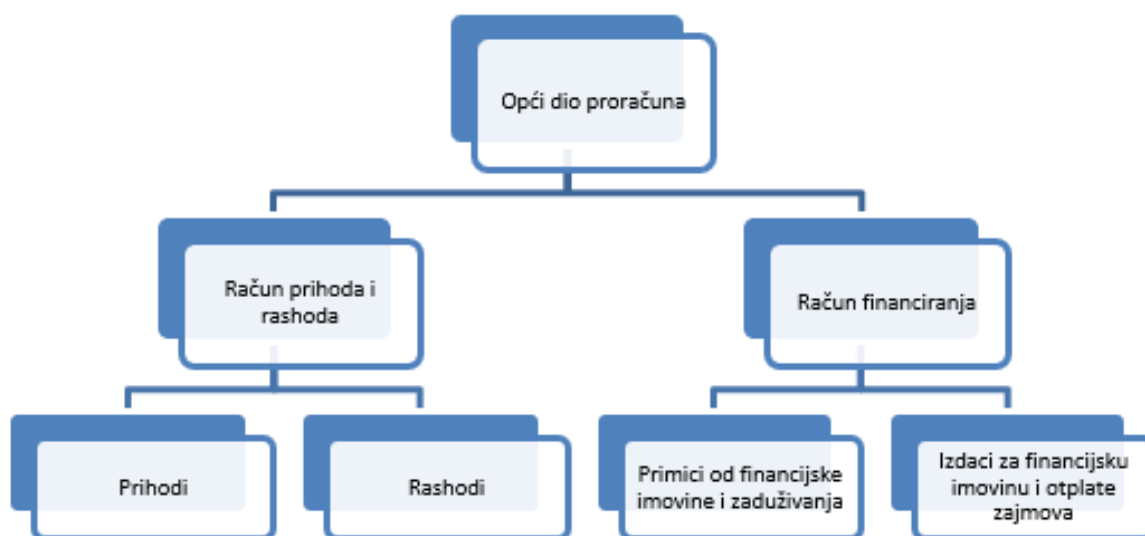 Opći dio proračuna
Račun prihoda i
rashoda
Račun financiranja
Prihodi
Rashodi
Primici od financijske
imovine i zaduživanja
Izdaci za financijsku
imovinu i otplate
zajmova